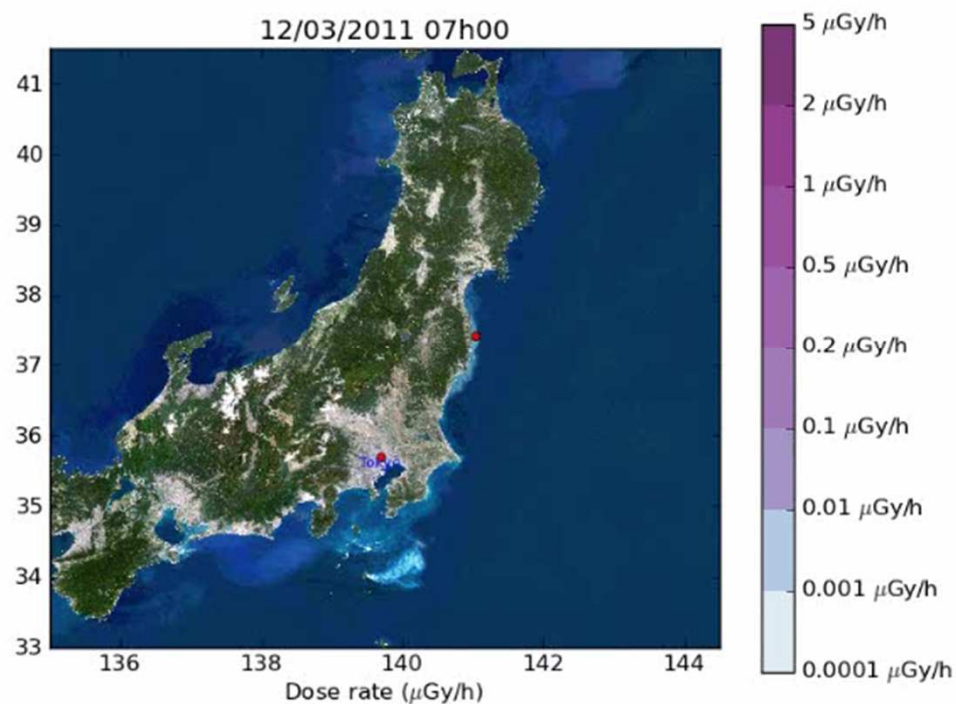 12/03/2011 07h00
41
40
39
38
37
36
35
34
33
136
138
140
142
144
Dose rate (μGy/h)
Tokyo
5 μGy/h
2 μGy/h
1 μGy/h
0.5 μGy/h
0.2 μGy/h
0.1 μGy/h
0.01 μGy/h
0.001 μGy/h
0.0001 μGy/h